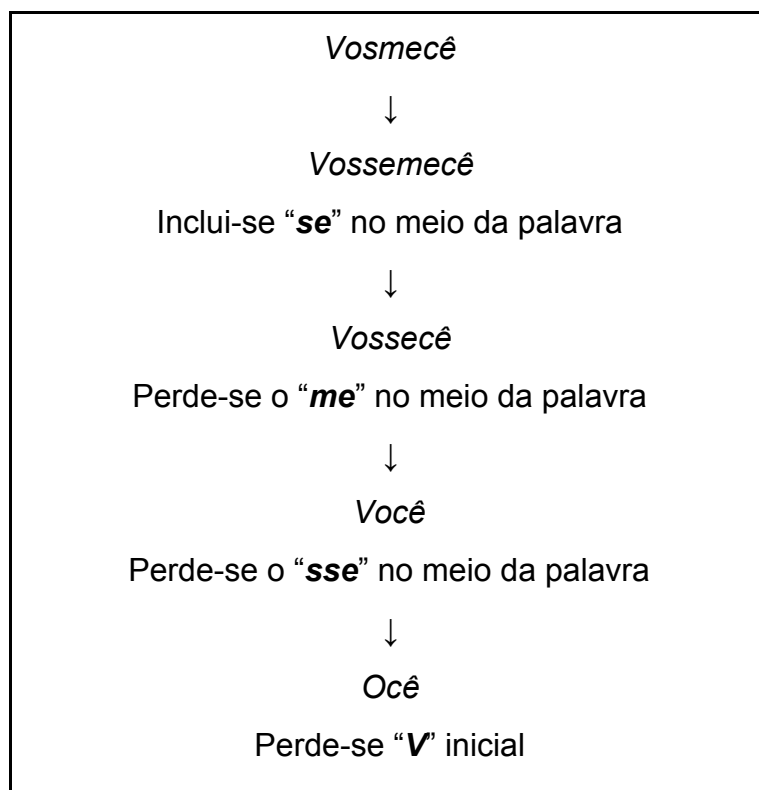 Vosmecê
↓
Vossemecê
Inclui-se “se” no meio da palavra
↓
Vossecê
Perde-se o “me” no meio da palavra
↓
Você
Perde-se o “sse” no meio da palavra
↓
Ocê
Perde-se “V” inicial